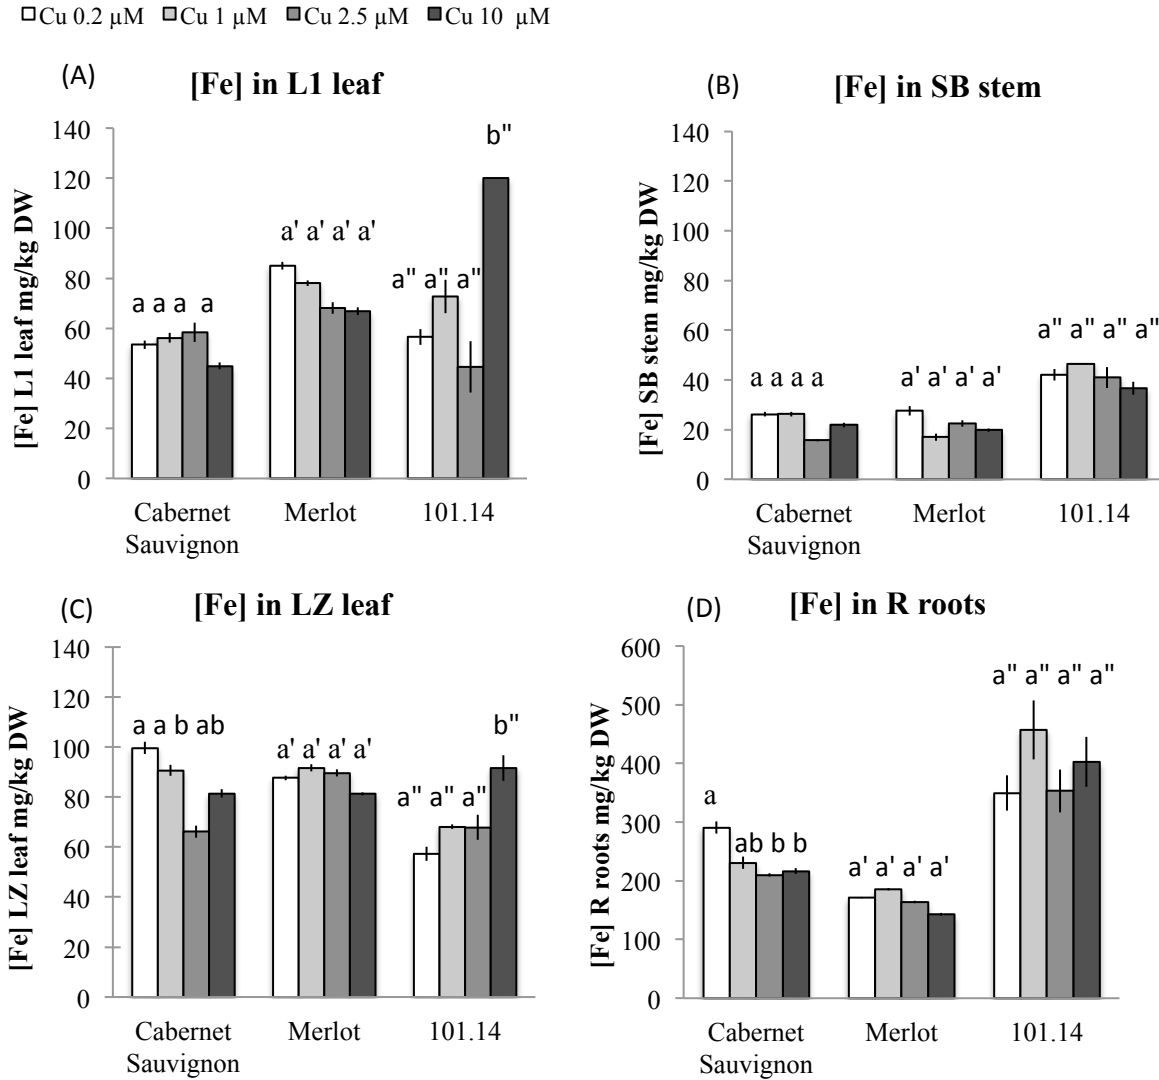 Cu 0.2 µM Cu 1 µM Cu 2.5 µM Cu 10 µM
(A)
[Fe] in L1 leaf
[Fe] L1 leaf mg/kg DW
140
120
100
80
60
40
20
0
a a a a
a' a' a' a'
a" a" a"
b"
Cabernet
Sauvignon
Merlot
101.14
(B)
[Fe] in SB stem
[Fe] SB stem mg/kg DW
140
120
100
80
60
40
20
0
a a a a
a' a' a' a'
a" a" a" a"
Cabernet
Sauvignon
Merlot
101.14
(C)
[Fe] in LZ leaf
[Fe] LZ leaf mg/kg DW
140
120
100
80
60
40
20
0
a a b ab
a' a' a' a'
a" a" a"
b"
Cabernet
Sauvignon
Merlot
101.14
(D)
[Fe] in R roots
[Fe] R roots mg/kg DW
600
500
400
300
200
100
0
a
ab b b
a' a' a' a'
a" a" a" a"
Cabernet
Sauvignon
Merlot
101.14